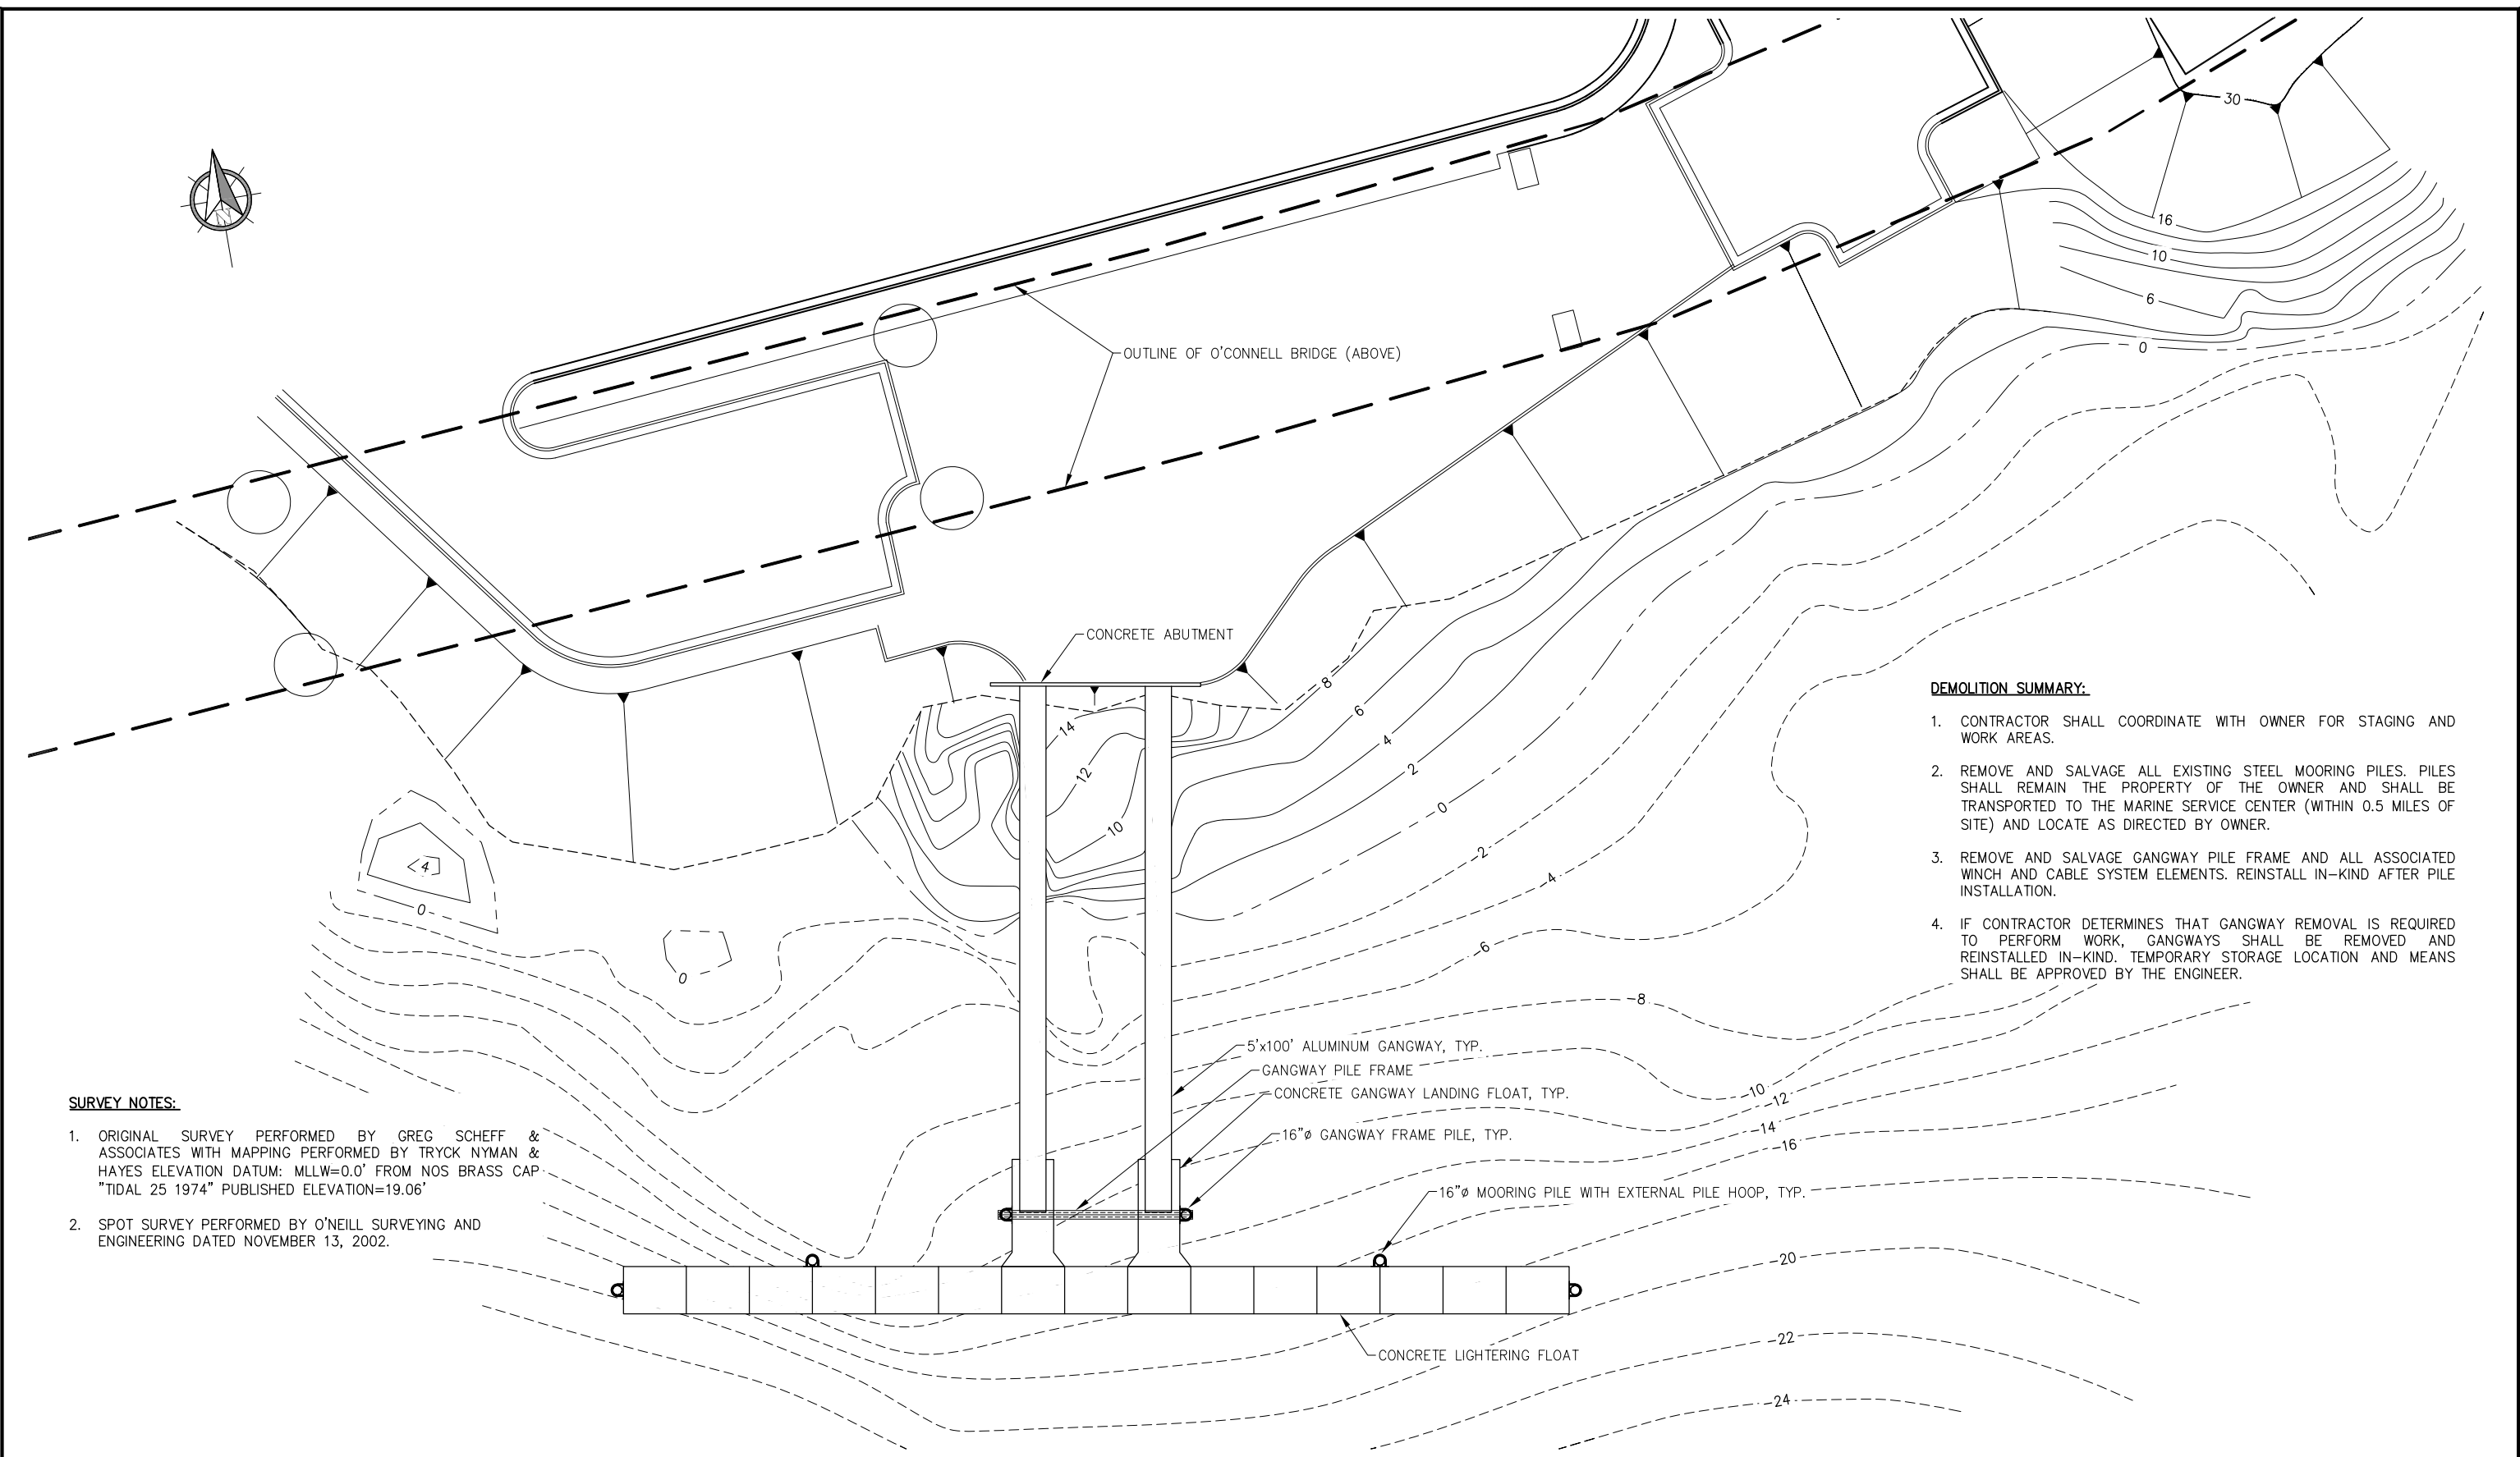 30
16
10
6
0
OUTLINE OF O'CONNELL BRIDGE (ABOVE)
CONCRETE ABUTMENT
8
6
4
2
0
14
12
10
-2
-4
-6
-8
-10
-12
-14
-16
-20
-22
-24
4
0
0
DEMOLITION SUMMARY:
1. CONTRACTOR SHALL COORDINATE WITH OWNER FOR STAGING AND
WORK AREAS.
2. REMOVE AND SALVAGE ALL EXISTING STEEL MOORING PILES. PILES
SHALL REMAIN THE PROPERTY OF THE OWNER AND SHALL BE
TRANSPORTED TO THE MARINE SERVICE CENTER (WITHIN 0.5 MILES OF
SITE) AND LOCATE AS DIRECTED BY OWNER.
3. REMOVE AND SALVAGE GANGWAY PILE FRAME AND ALL ASSOCIATED
WINCH AND CABLE SYSTEM ELEMENTS. REINSTALL IN-KIND AFTER PILE
INSTALLATION.
4. IF CONTRACTOR DETERMINES THAT GANGWAY REMOVAL IS REQUIRED
TO PERFORM WORK, GANGWAYS SHALL BE REMOVED AND
REINSTALLED IN-KIND. TEMPORARY STORAGE LOCATION AND MEANS
SHALL BE APPROVED BY THE ENGINEER.
5'x100' ALUMINUM GANGWAY, TYP.
GANGWAY PILE FRAME
CONCRETE GANGWAY LANDING FLOAT, TYP.
16"ø GANGWAY FRAME PILE, TYP.
16"ø MOORING PILE WITH EXTERNAL PILE HOOP, TYP.
CONCRETE LIGHTERING FLOAT
SURVEY NOTES:
1. ORIGINAL SURVEY PERFORMED BY GREG SCHEFF &
ASSOCIATES WITH MAPPING PERFORMED BY TRYCK NYMAN &
HAYES ELEVATION DATUM: MLLW=0.0' FROM NOS BRASS CAP
"TIDAL 25 1974" PUBLISHED ELEVATION=19.06'
2. SPOT SURVEY PERFORMED BY O'NEILL SURVEYING AND
ENGINEERING DATED NOVEMBER 13, 2002.
N